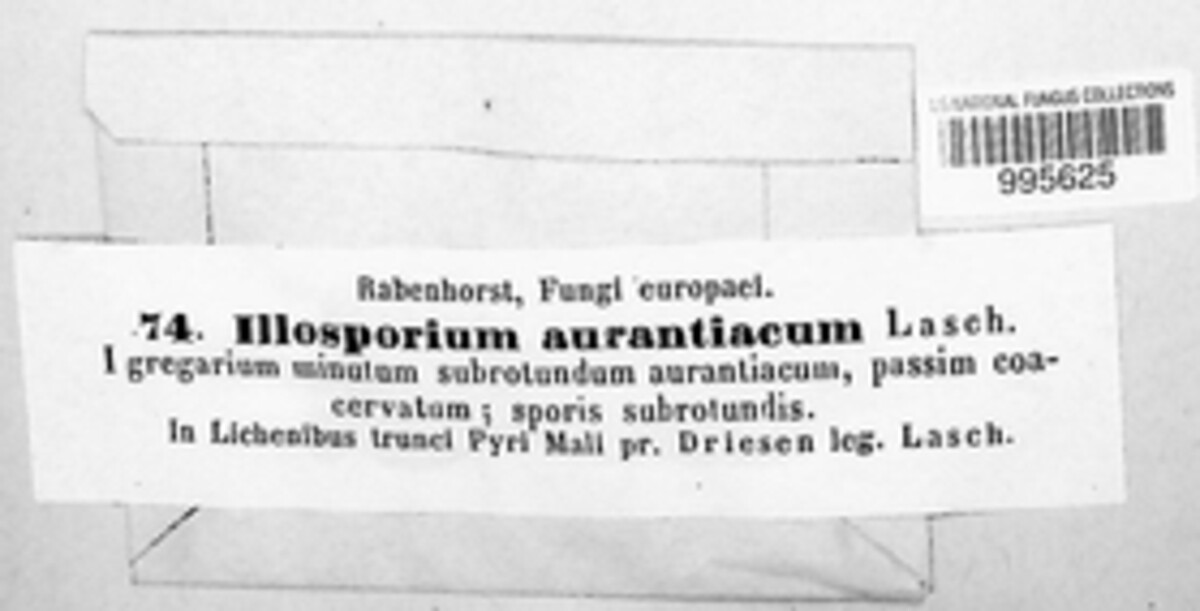 U.S. NATIONAL FUNGUS COLLECTIONS
995625
Rabenhorst, Fungi europaei.
74. Illosporium aurantiacum Lasch.
I gregarium minutum subrotundum aurantiacum, passim coa-
cervatum; sporis subrotundis.
In Lichenibus trunci Pyri Mali pr. Driesen leg. Lasch.